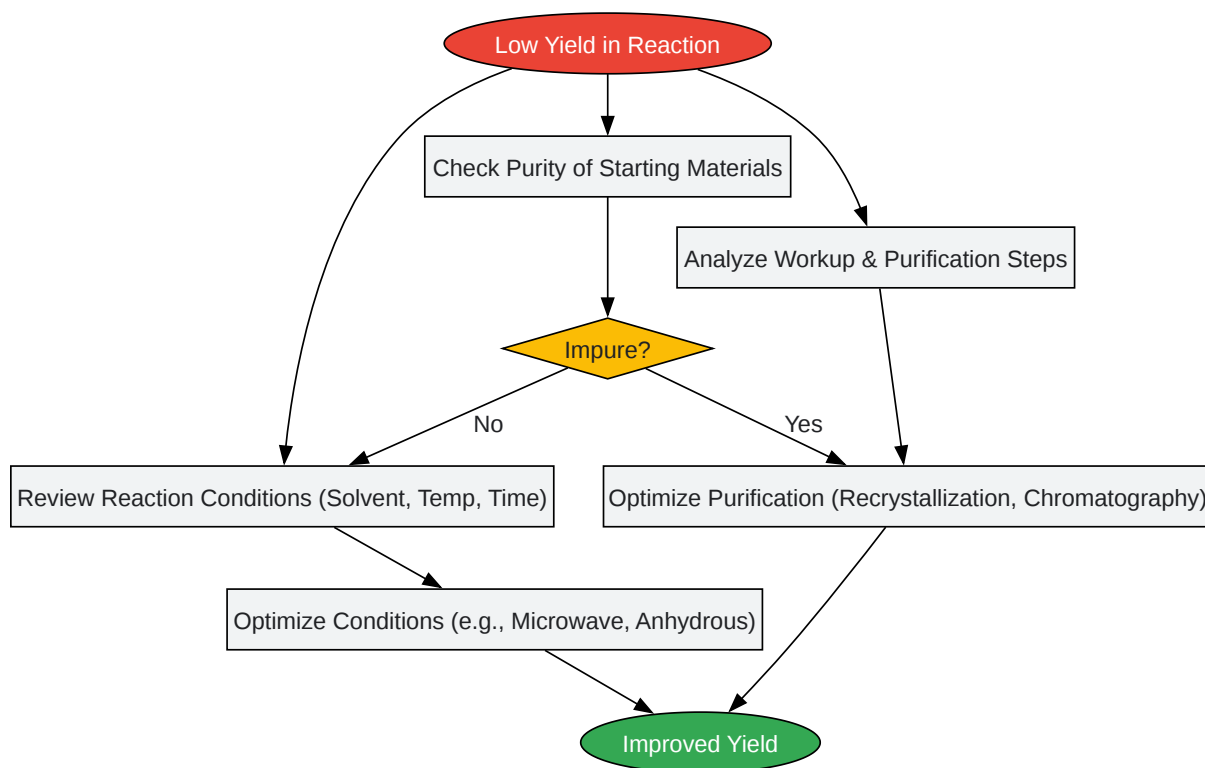 Low Yield in Reaction
Check Purity of Starting Materials
Analyze Workup & Purification Steps
Impure?
No
Yes
Review Reaction Conditions (Solvent, Temp, Time)
Optimize Purification (Recrystallization, Chromatography)
Optimize Conditions (e.g., Microwave, Anhydrous)
Improved Yield